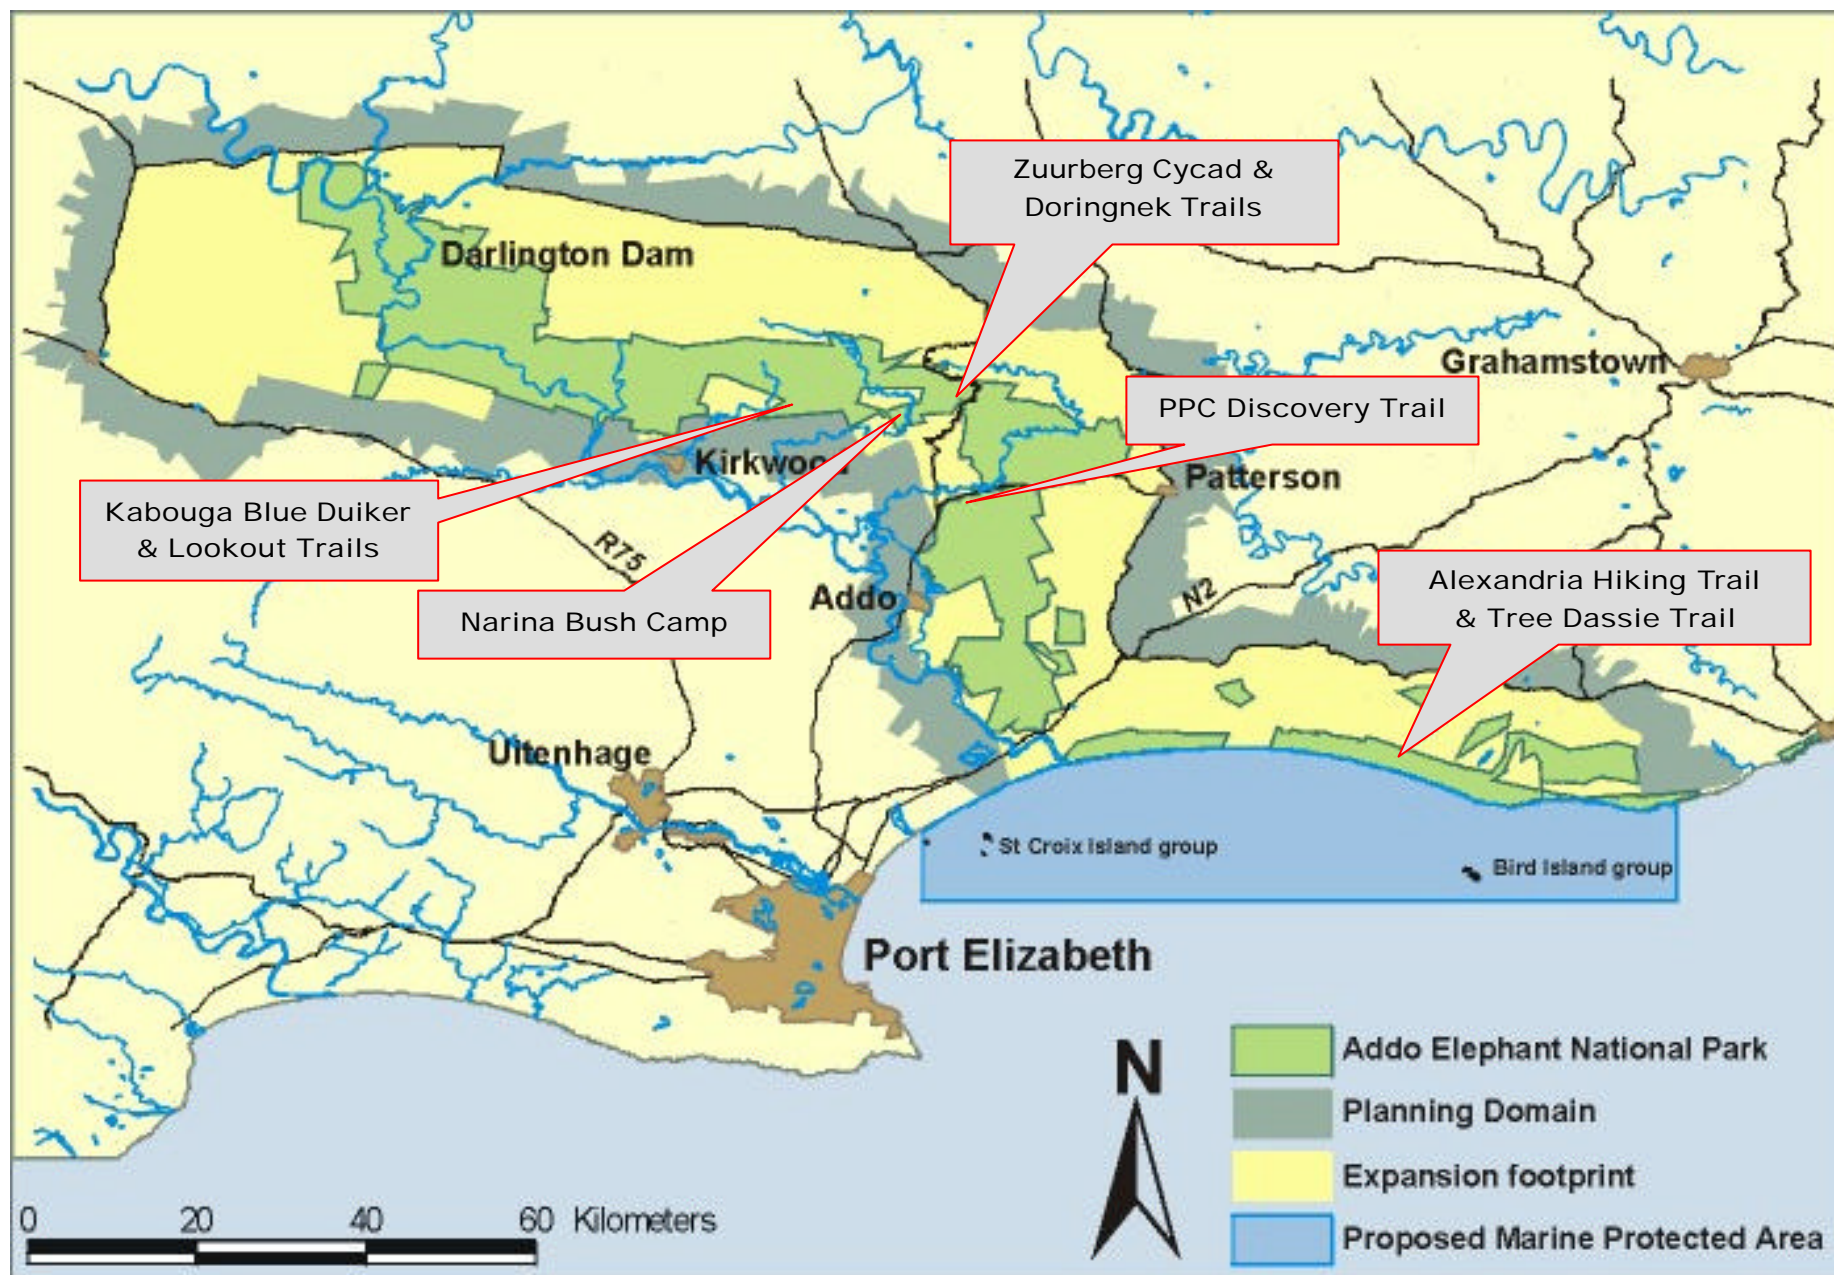 Zuurberg Cycad &
Doringnek Trails
Darlington Dam
Grahamstown
PPC Discovery Trail
Kirkwood
Patterson
Kabouga Blue Duiker
& Lookout Trails
R75
Addo
N2
Alexandria Hiking Trail
& Tree Dassie Trail
Narina Bush Camp
Uitenhage
St Croix Island group
Bird Island group
Port Elizabeth
N
Addo Elephant National Park
Planning Domain
Expansion footprint
Proposed Marine Protected Area
0 20 40 60 Kilometers